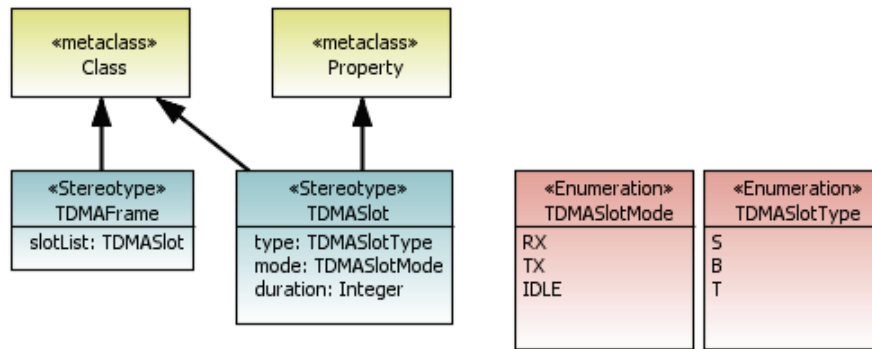 «metaclass»
Class
«metaclass»
Property
«Stereotype»
TDMAFrame
slotList: TDMASlot
«Stereotype»
TDMASlot
type: TDMASlotType
mode: TDMASlotMode
duration: Integer
«Enumeration»
TDMASlotMode
RX
TX
IDLE
«Enumeration»
TDMASlotType
S
B
T